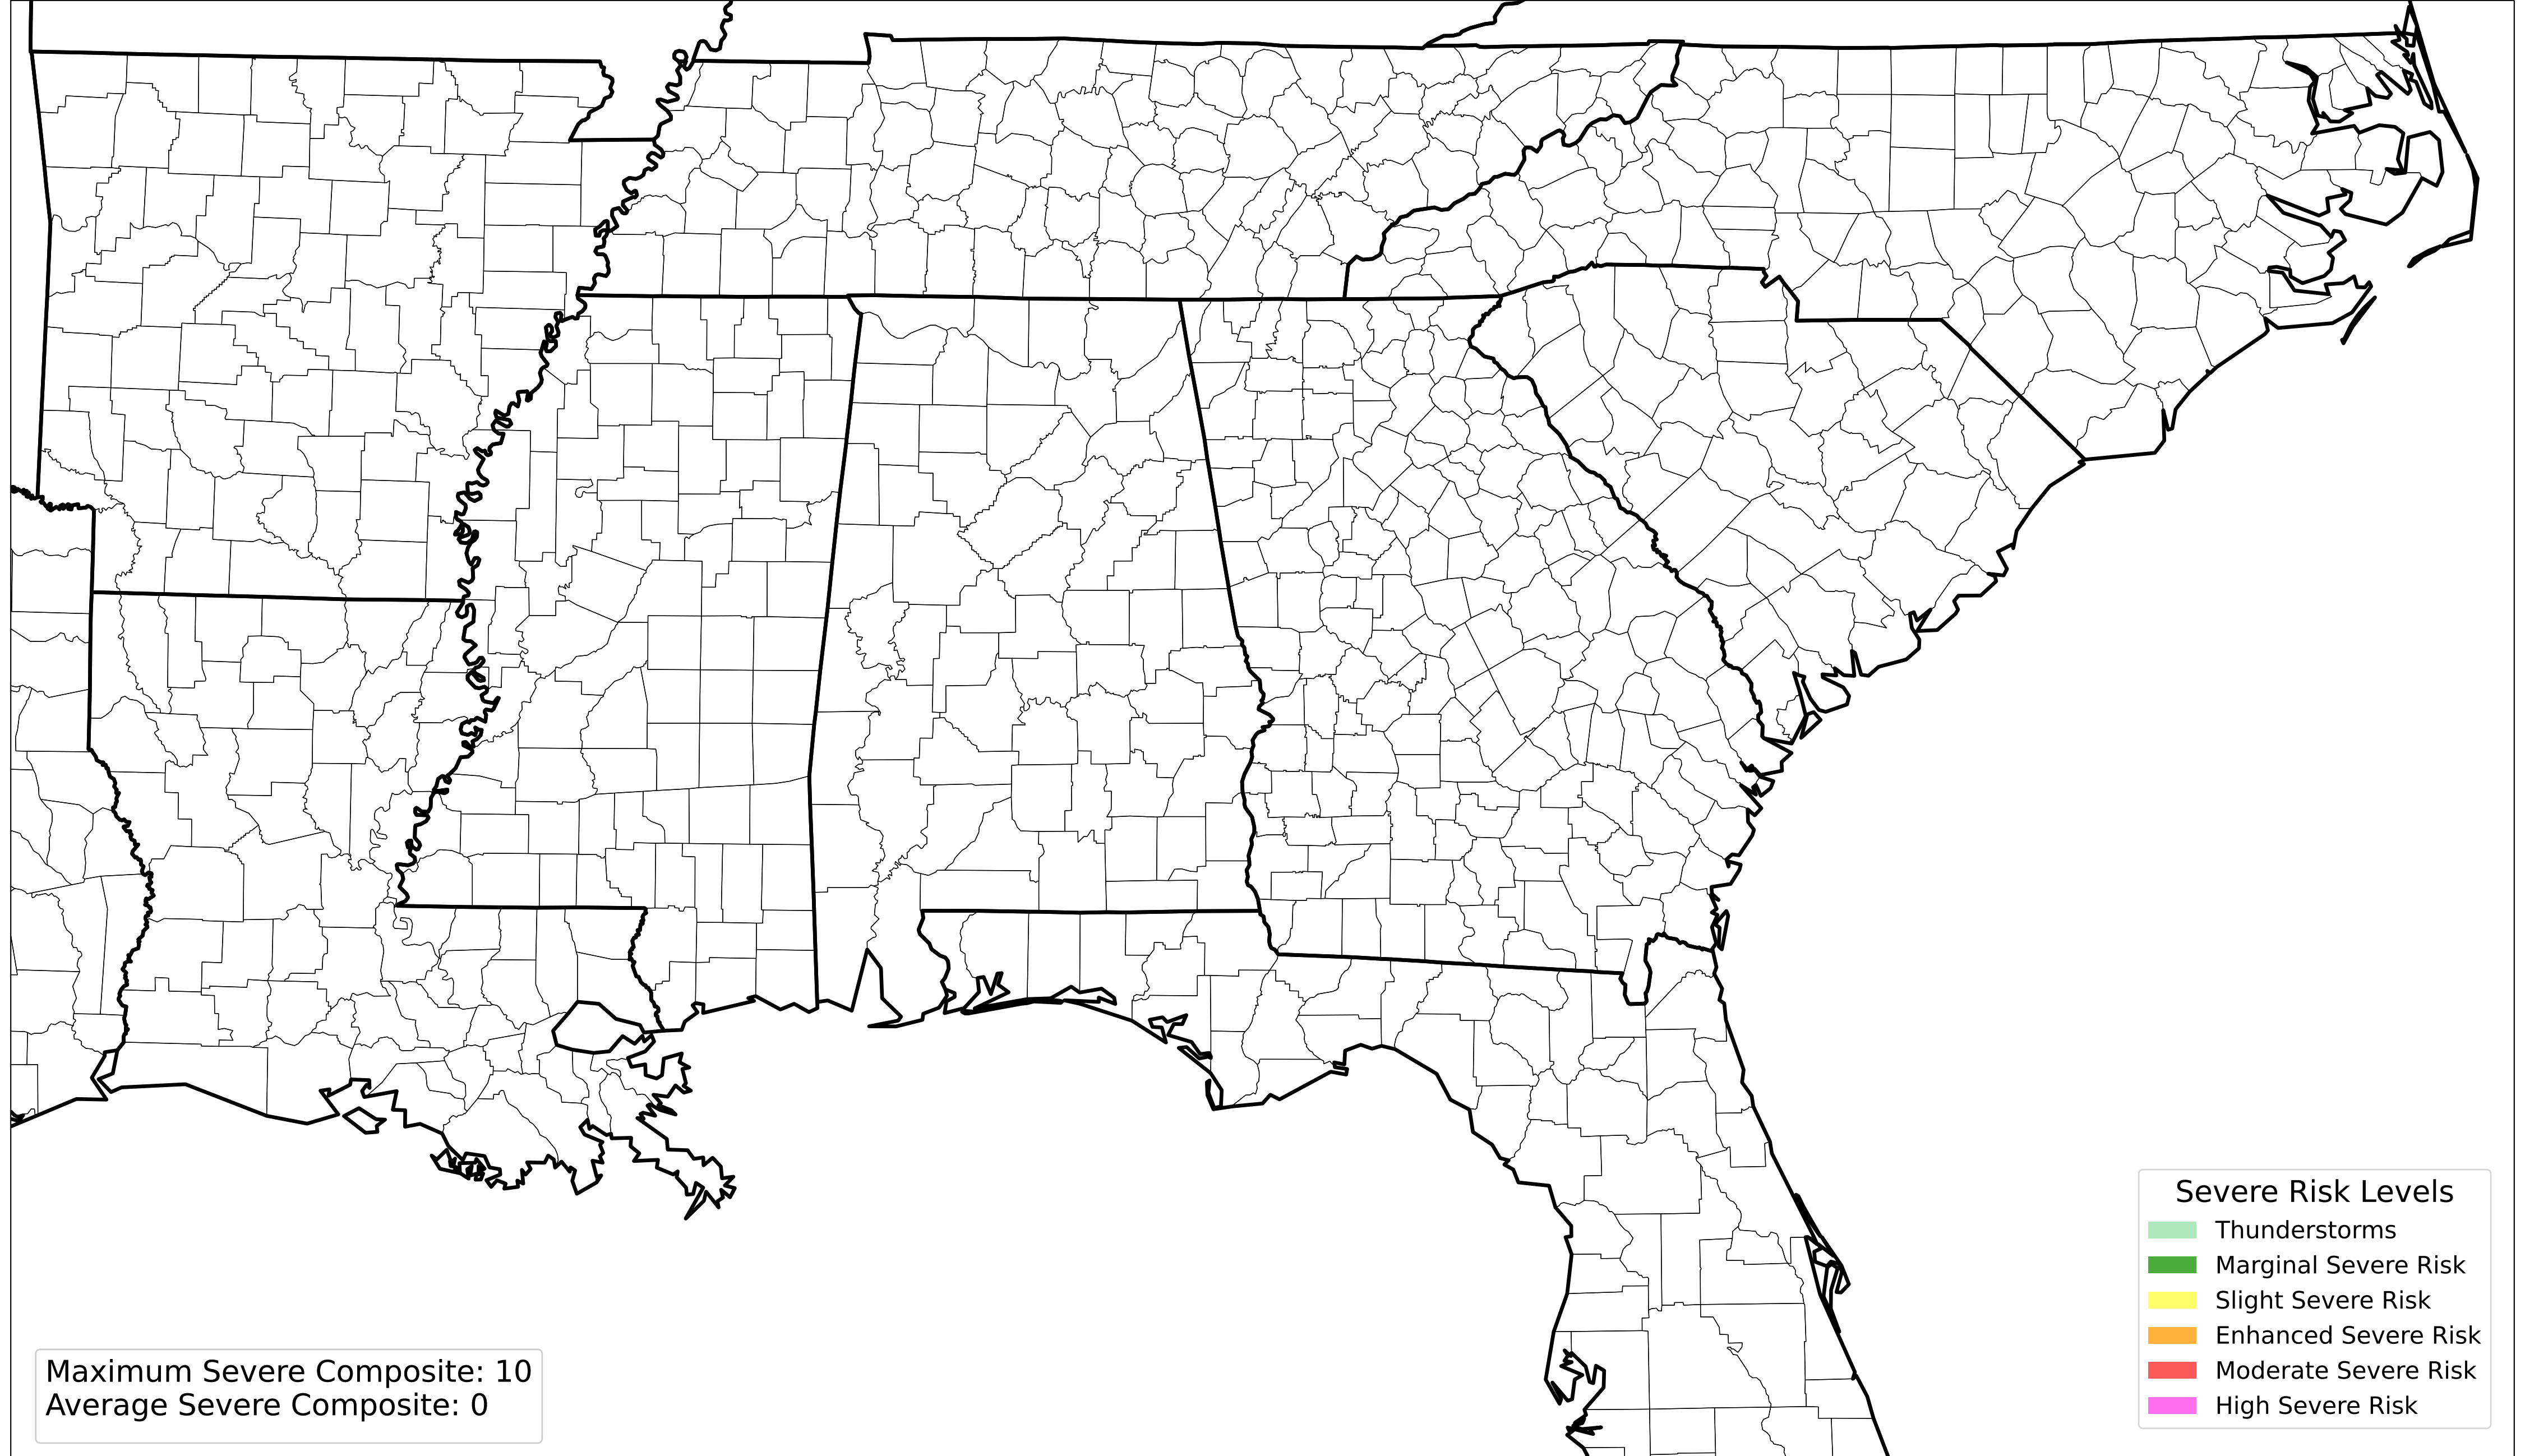 Severe Risk Levels
Thunderstorms
Marginal Severe Risk
Slight Severe Risk
Enhanced Severe Risk
Moderate Severe Risk
High Severe Risk
Maximum Severe Composite: 10
Average Severe Composite: 0